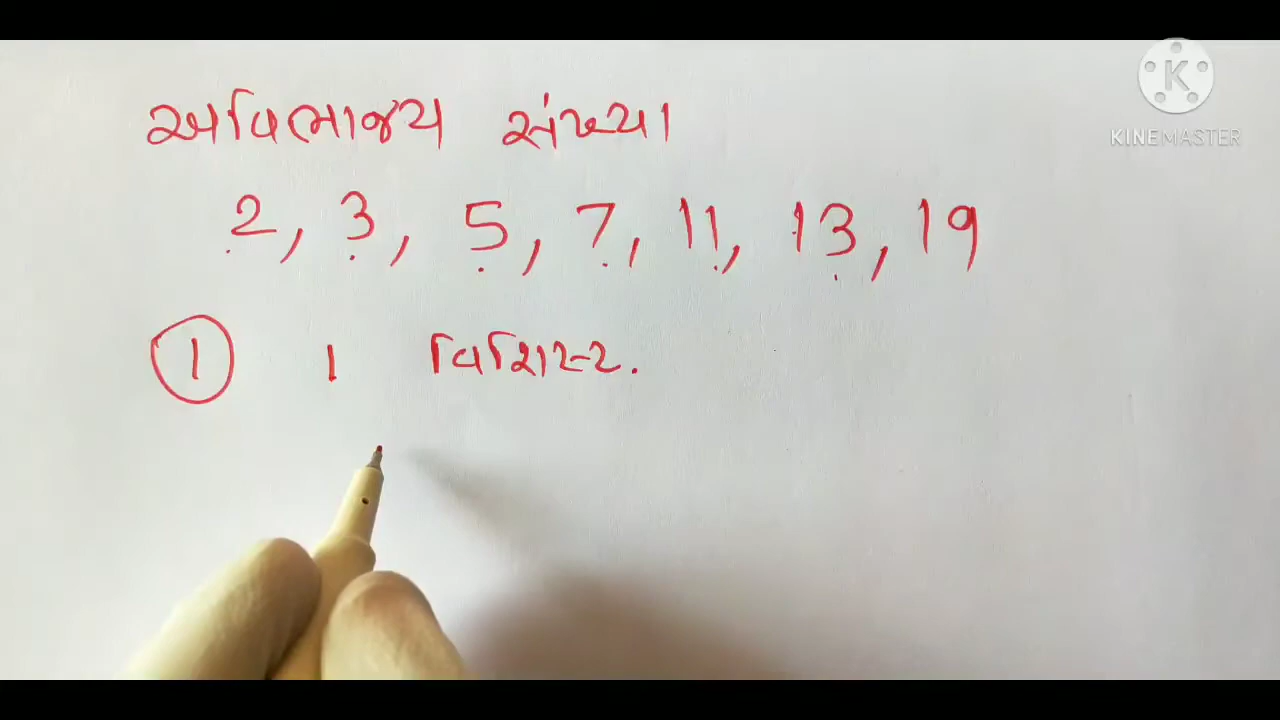 અવિભાજ્ય સંખ્યા
2, 3, 5, 7, 11, 13, 19
1 1 વિશિષ્ટ.
K
KINEMASTER